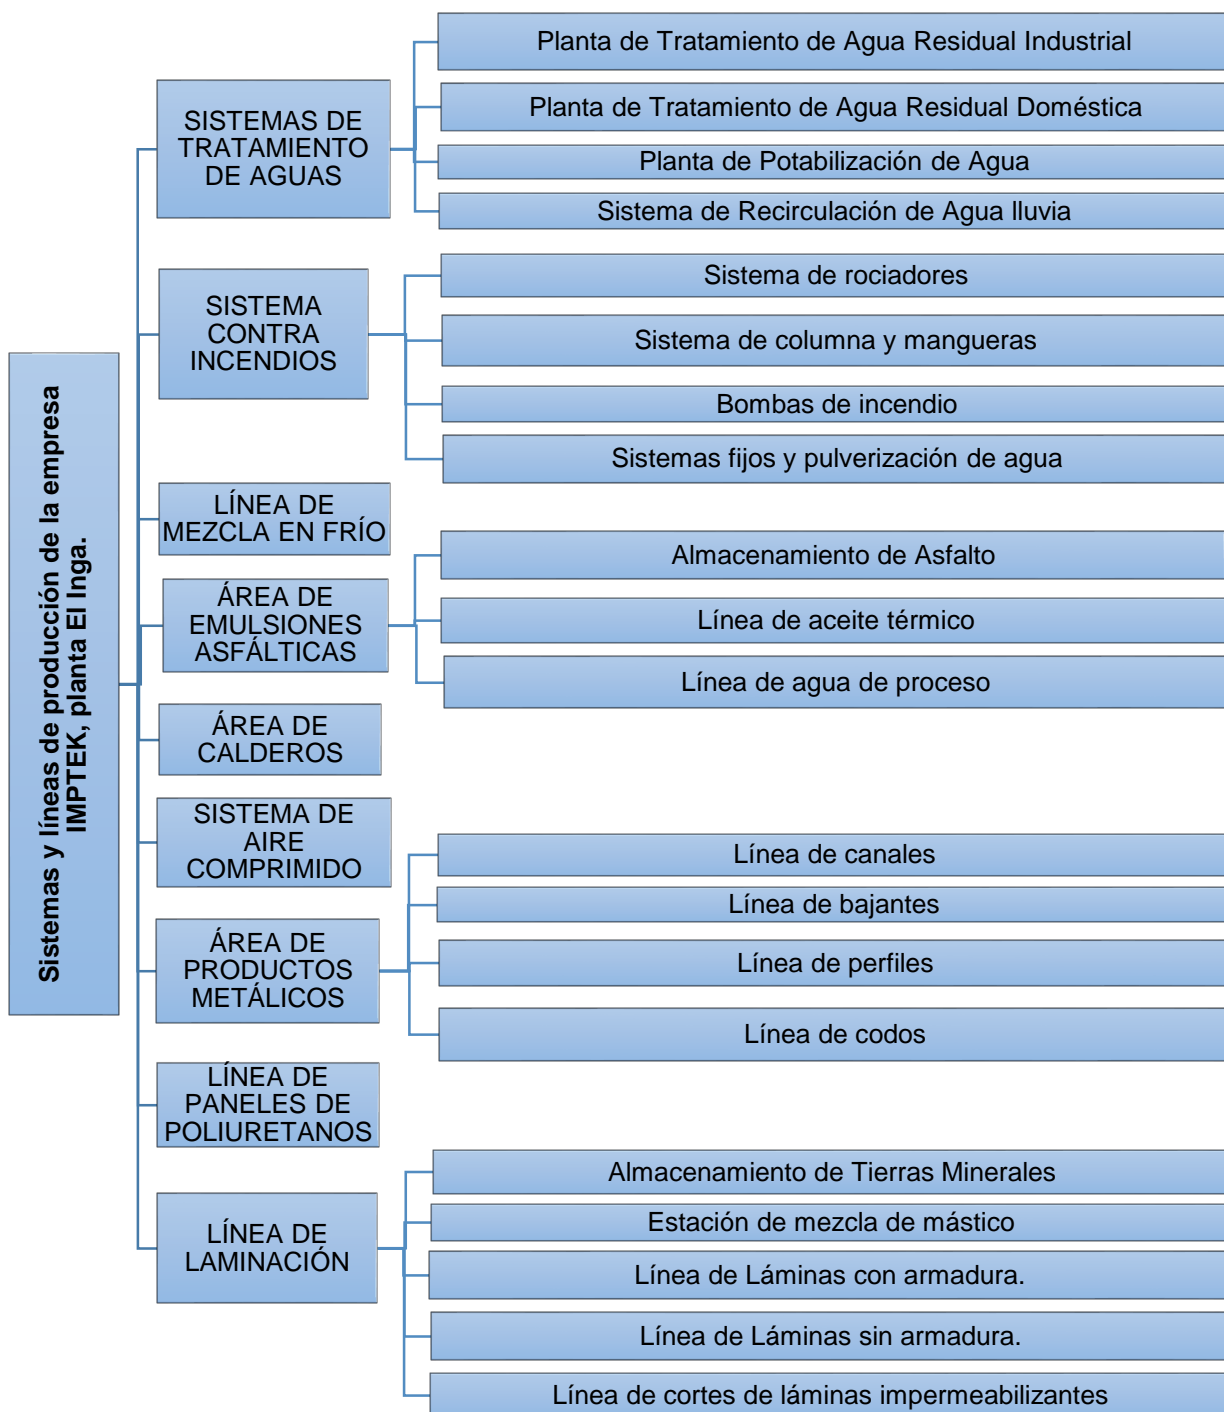 Sistemas y líneas de producción de la empresa
IMPTEK, planta El Inga.
SISTEMAS DE
TRATAMIENTO
DE AGUAS
Planta de Tratamiento de Agua Residual Industrial
Planta de Tratamiento de Agua Residual Doméstica
Planta de Potabilización de Agua
Sistema de Recirculación de Agua lluvia
SISTEMA
CONTRA
INCENDIOS
Sistema de rociadores
Sistema de columna y mangueras
Bombas de incendio
Sistemas fijos y pulverización de agua
LÍNEA DE
MEZCLA EN FRÍO
ÁREA DE
EMULSIONES
ASFÁLTICAS
Almacenamiento de Asfalto
Línea de aceite térmico
Línea de agua de proceso
ÁREA DE
CALDEROS
SISTEMA DE
AIRE
COMPRIMIDO
ÁREA DE
PRODUCTOS
METÁLICOS
Línea de canales
Línea de bajantes
Línea de perfiles
Línea de codos
LÍNEA DE
PANELES DE
POLIURETANOS
LÍNEA DE
LAMINACIÓN
Almacenamiento de Tierras Minerales
Estación de mezcla de mástico
Línea de Láminas con armadura.
Línea de Láminas sin armadura.
Línea de cortes de láminas impermeabilizantes